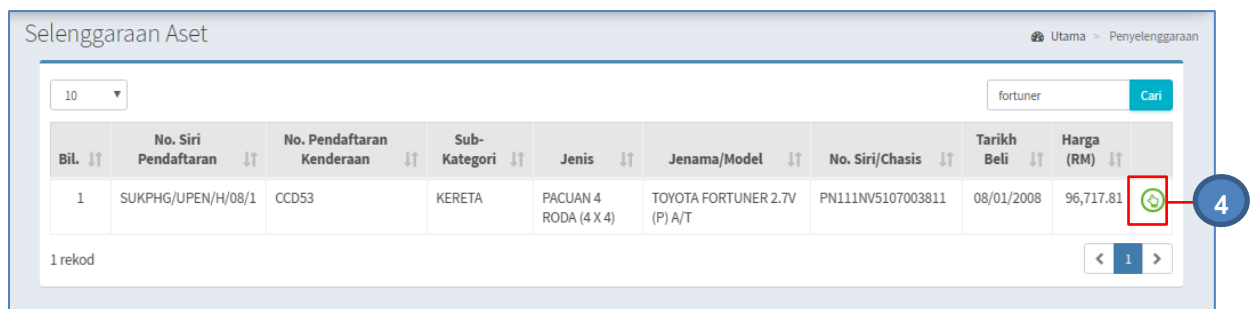 Selenggaraan Aset
Utama > Penyelenggaraan
10
fortuner
Cari
Bil.
No. Siri
Pendaftaran
No. Pendaftaran
Kenderaan
Sub-
Kategori
Jenis
Jenama/Model
No. Siri/Chasis
Tarikh
Beli
Harga
(RM)
1
SUKPHG/UPEN/H/08/1
CCD53
KERETA
PACUAN 4
RODA (4 X 4)
TOYOTA FORTUNER 2.7V
(P) A/T
PN111NV5107003811
08/01/2008
96,717.81
4
1 rekod
< 1 >